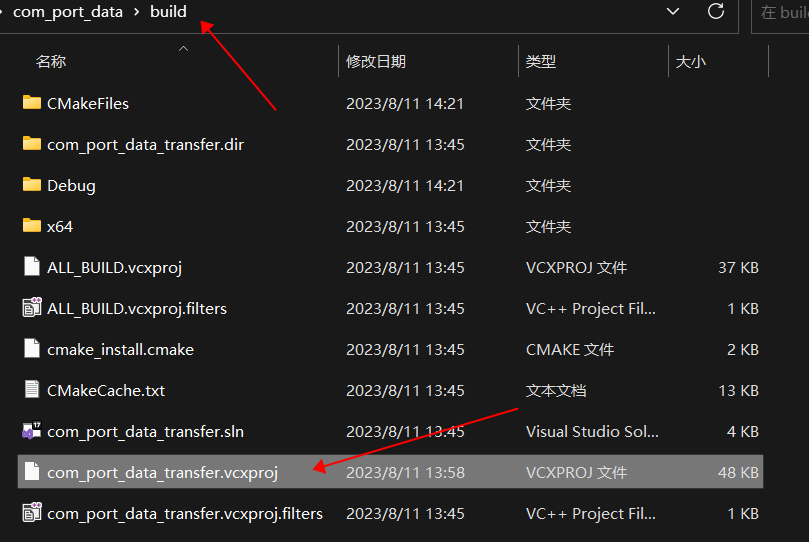 com_port_data › build
在 buil
名称 修改日期 类型 大小
CMakeFiles 2023/8/11 14:21 文件夹
com_port_data_transfer.dir 2023/8/11 13:45 文件夹
Debug 2023/8/11 14:21 文件夹
x64 2023/8/11 13:45 文件夹
ALL_BUILD.vcxproj 2023/8/11 13:45 VCXPROJ 文件 37 KB
ALL_BUILD.vcxproj.filters 2023/8/11 13:45 VC++ Project Fil... 1 KB
cmake_install.cmake 2023/8/11 13:45 CMAKE 文件 2 KB
CMakeCache.txt 2023/8/11 13:45 文本文档 13 KB
com_port_data_transfer.sln 2023/8/11 13:45 Visual Studio Sol... 4 KB
com_port_data_transfer.vcxproj 2023/8/11 13:58 VCXPROJ 文件 48 KB
com_port_data_transfer.vcxproj.filters 2023/8/11 13:45 VC++ Project Fil... 1 KB